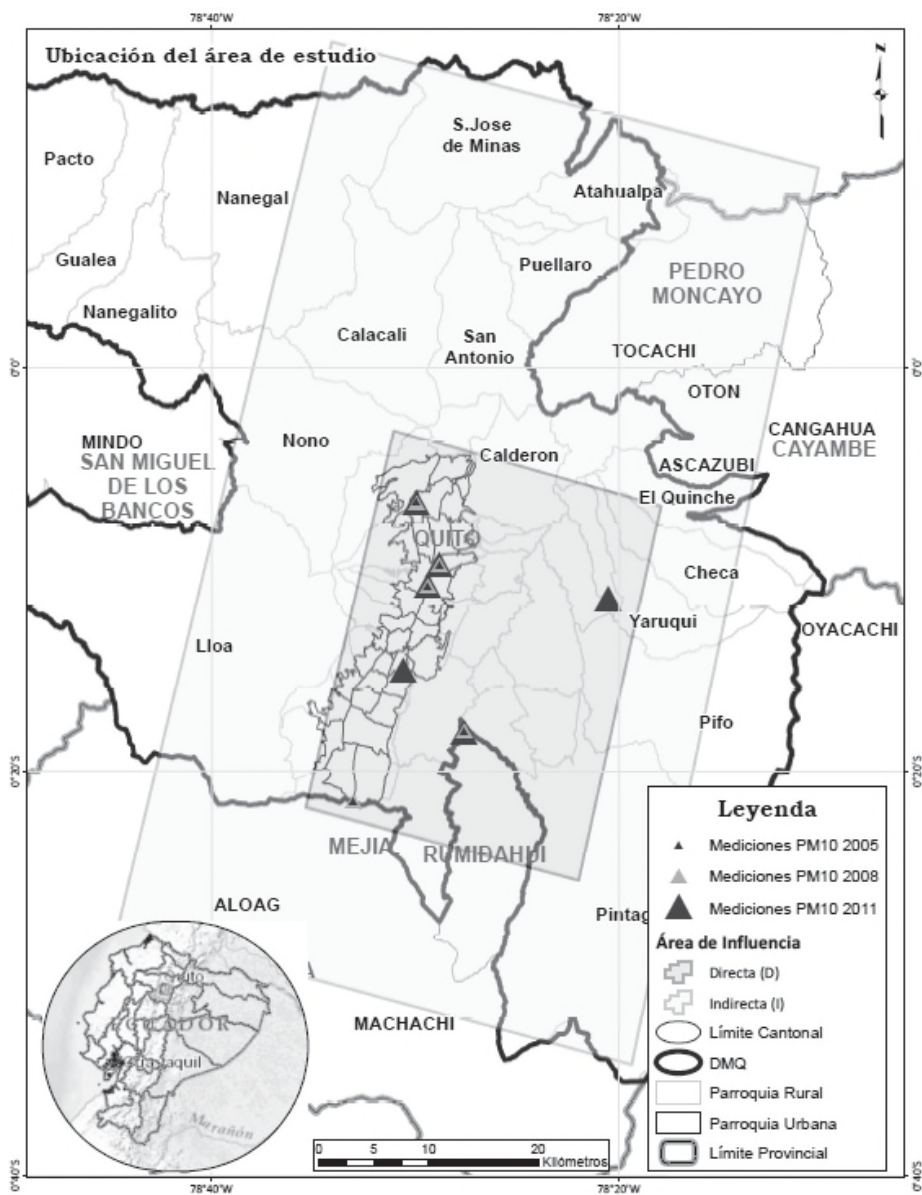 78°40'W
78°20'W
Ubicación del área de estudio
z
S.Jose
de Minas
Pacto
Nanegal
Atahualpa
Gualea
Puellaro
PEDRO
MONCAYO
Nanegalito
Calacali
San
Antonio
TOCACHI
0°0'
0°0'
OTON
MINDO
Nono
CANGAHUA
CAYAMBE
SAN MIGUEL
DE LOS
BANCOS
Calderon
ASCAZUBI
El Quinche
QUITO
Checa
Yaruqui
OYACACHI
Lloa
Pifo
0°20'S
0°20'S
MEJIA
RUMIDAHUI
ALOAG
Pintag
MACHACHI
Leyenda
Mediciones PM10 2005
Mediciones PM10 2008
Mediciones PM10 2011
Área de Influencia
Directa (D)
Indirecta (I)
Límite Cantonal
DMQ
Parroquia Rural
Parroquia Urbana
Límite Provincial
ECUADOR
Marañón
0 5 10 20
Kilómetros
0°40'S
0°40'S
78°40'W
78°20'W